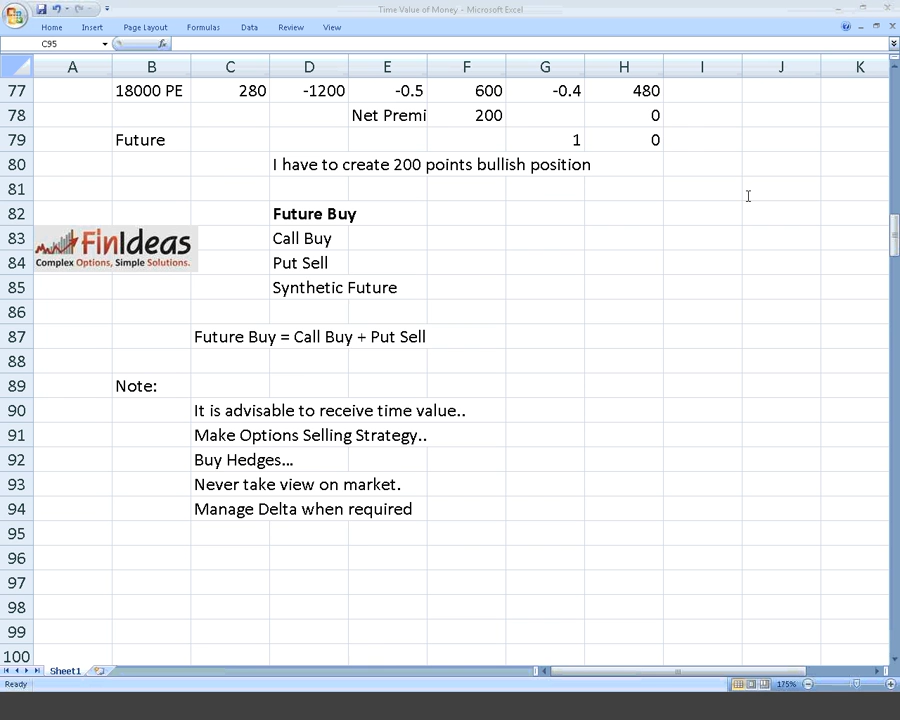 Time Value of Money - Microsoft Excel
Home Insert Page Layout Formulas Data Review View
C95 fx
A B C D E F G H I J K
77 18000 PE 280 -1200 -0.5 600 -0.4 480
78 Net Premi 200 0
79 Future 1 0
80 I have to create 200 points bullish position
81
82 Future Buy
83 Call Buy
FinIdeas
Complex Options, Simple Solutions.
84 Put Sell
85 Synthetic Future
86
87 Future Buy = Call Buy + Put Sell
88
89 Note:
90 It is advisable to receive time value..
91 Make Options Selling Strategy..
92 Buy Hedges...
93 Never take view on market.
94 Manage Delta when required
95
96
97
98
99
100
Sheet1
Ready 175%